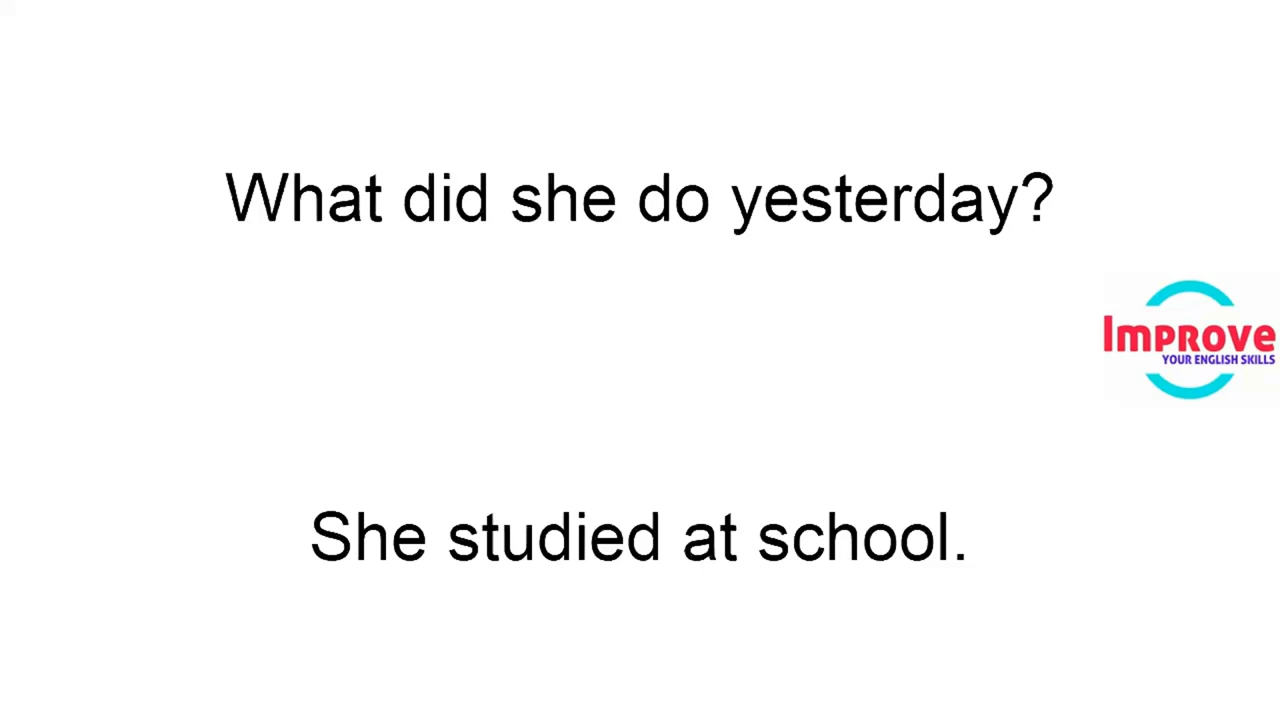 What did she do yesterday?
Improve
YOUR ENGLISH SKILLS
She studied at school.